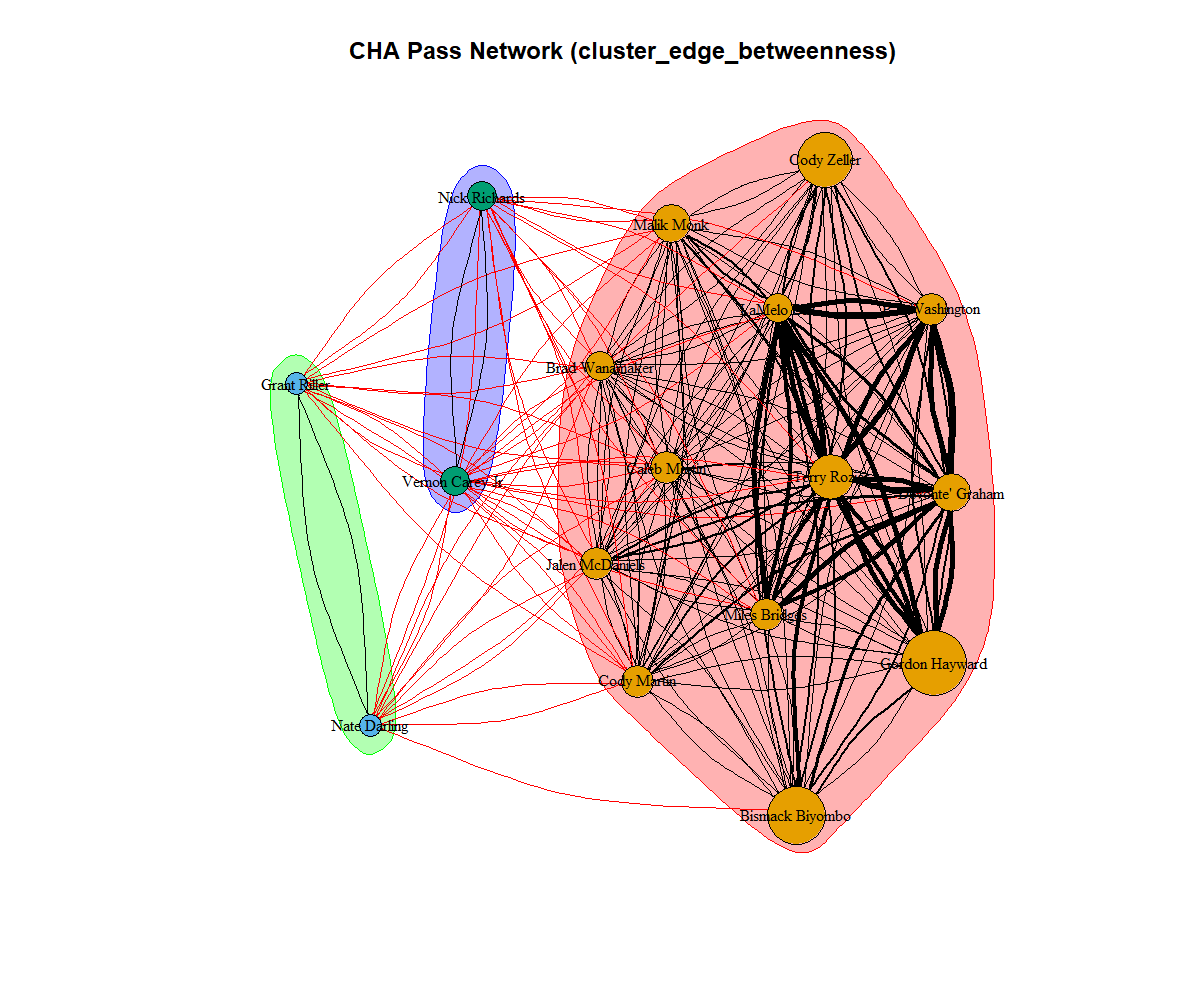 CHA Pass Network (cluster_edge_betweenness)
Cody Zeller
Nick Richards
Malik Monk
LaMelo
Washington
Brad Wanamaker
Grant Riller
Caleb Martin
Terry Roz
Vernon Carey Jr.
Devonte' Graham
Jalen McDaniels
Miles Bridges
Gordon Hayward
Cody Martin
Nate Darling
Bismack Biyombo